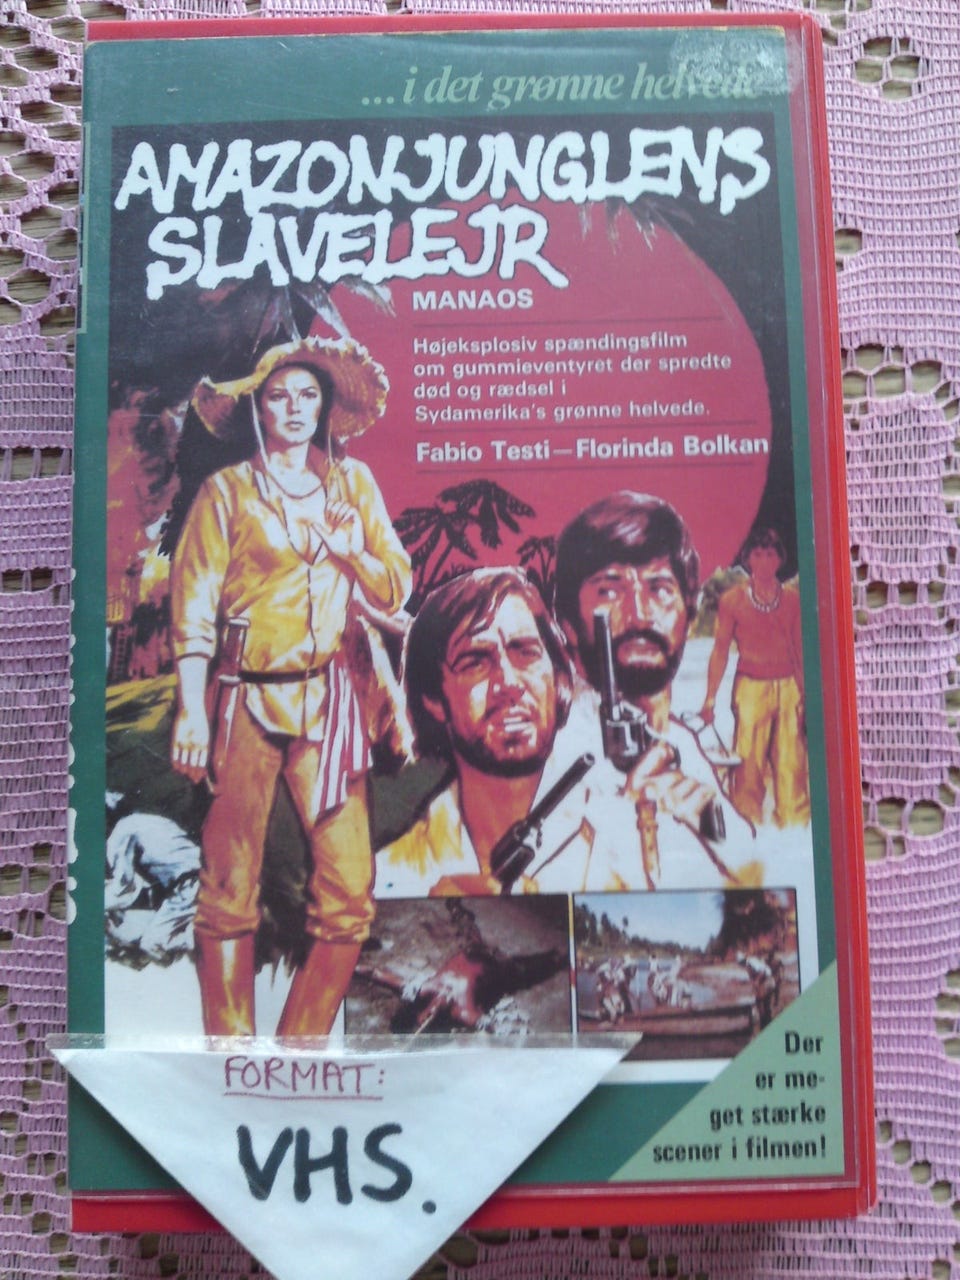 ...i det grønne helvede
AMAZONJUNGLENS
SLAVELEJR
MANAOS
Højeksplosiv spændingsfilm
om gummieventyret der spredte
død og rædsel i
Sydamerika's grønne helvede.
Fabio Testi—Florinda Bolkan
Der
er me-
get stærke
scener i filmen!
FORMAT:
VHS.